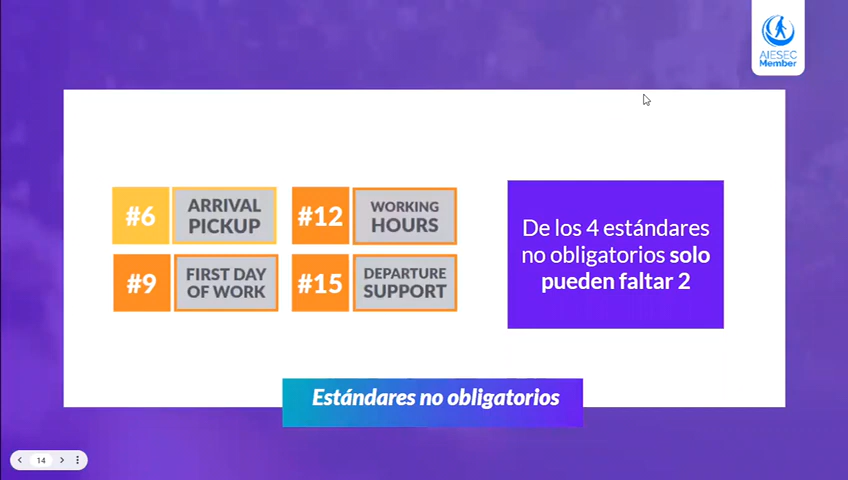 AIESEC
Member
#6
ARRIVAL
PICKUP
#12
WORKING
HOURS
#9
FIRST DAY
OF WORK
#15
DEPARTURE
SUPPORT
De los 4 estándares
no obligatorios solo
pueden faltar 2
Estándares no obligatorios
14